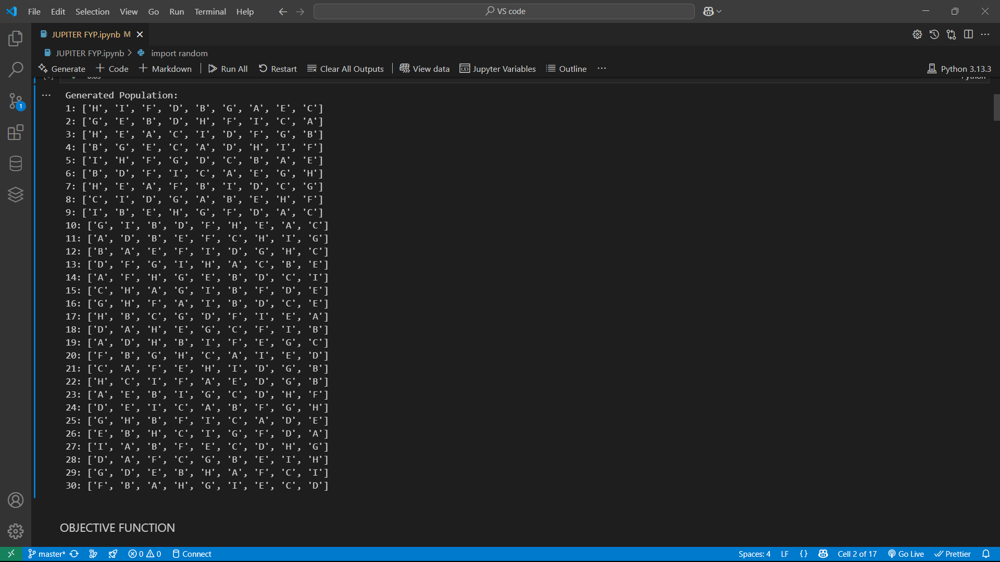 File Edit Selection View Go Run Terminal Help VS code
JUPITER FYP.ipynb M
JUPITER FYP.ipynb > import random
Generate + Code + Markdown Run All Restart Clear All Outputs View data Jupyter Variables Outline ... Python 3.13.3
Generated Population:
1: ['H', 'I', 'F', 'D', 'B', 'G', 'A', 'E', 'C']
2: ['G', 'E', 'B', 'D', 'H', 'F', 'I', 'C', 'A']
3: ['H', 'E', 'A', 'C', 'I', 'D', 'F', 'G', 'B']
4: ['B', 'G', 'E', 'C', 'A', 'D', 'H', 'I', 'F']
5: ['I', 'H', 'F', 'G', 'D', 'C', 'B', 'A', 'E']
6: ['B', 'D', 'F', 'I', 'C', 'A', 'E', 'G', 'H']
7: ['H', 'E', 'A', 'F', 'B', 'I', 'D', 'C', 'G']
8: ['C', 'I', 'D', 'G', 'A', 'B', 'E', 'H', 'F']
9: ['I', 'B', 'E', 'H', 'G', 'F', 'D', 'A', 'C']
10: ['G', 'I', 'B', 'D', 'F', 'H', 'E', 'A', 'C']
11: ['A', 'D', 'B', 'E', 'F', 'C', 'H', 'I', 'G']
12: ['B', 'A', 'E', 'F', 'I', 'D', 'G', 'H', 'C']
13: ['D', 'F', 'G', 'I', 'H', 'A', 'C', 'B', 'E']
14: ['A', 'F', 'H', 'G', 'E', 'B', 'D', 'C', 'I']
15: ['C', 'H', 'A', 'G', 'I', 'B', 'F', 'D', 'E']
16: ['G', 'H', 'F', 'A', 'I', 'B', 'D', 'C', 'E']
17: ['H', 'B', 'C', 'G', 'D', 'F', 'I', 'E', 'A']
18: ['D', 'A', 'H', 'E', 'G', 'C', 'F', 'I', 'B']
19: ['A', 'D', 'H', 'B', 'I', 'F', 'E', 'G', 'C']
20: ['F', 'B', 'G', 'H', 'C', 'A', 'I', 'E', 'D']
21: ['C', 'A', 'F', 'E', 'H', 'I', 'D', 'G', 'B']
22: ['H', 'C', 'I', 'F', 'A', 'E', 'D', 'G', 'B']
23: ['A', 'E', 'B', 'I', 'G', 'C', 'D', 'H', 'F']
24: ['D', 'E', 'I', 'C', 'A', 'B', 'F', 'G', 'H']
25: ['G', 'H', 'B', 'F', 'I', 'C', 'A', 'D', 'E']
26: ['E', 'B', 'H', 'C', 'I', 'G', 'F', 'D', 'A']
27: ['I', 'A', 'B', 'F', 'E', 'C', 'D', 'H', 'G']
28: ['D', 'A', 'F', 'C', 'G', 'B', 'E', 'I', 'H']
29: ['G', 'D', 'E', 'B', 'H', 'A', 'F', 'C', 'I']
30: ['F', 'B', 'A', 'H', 'G', 'I', 'E', 'C', 'D']
OBJECTIVE FUNCTION
1
master* 0 0 Connect Spaces: 4 LF {} Cell 2 of 17 Go Live Prettier